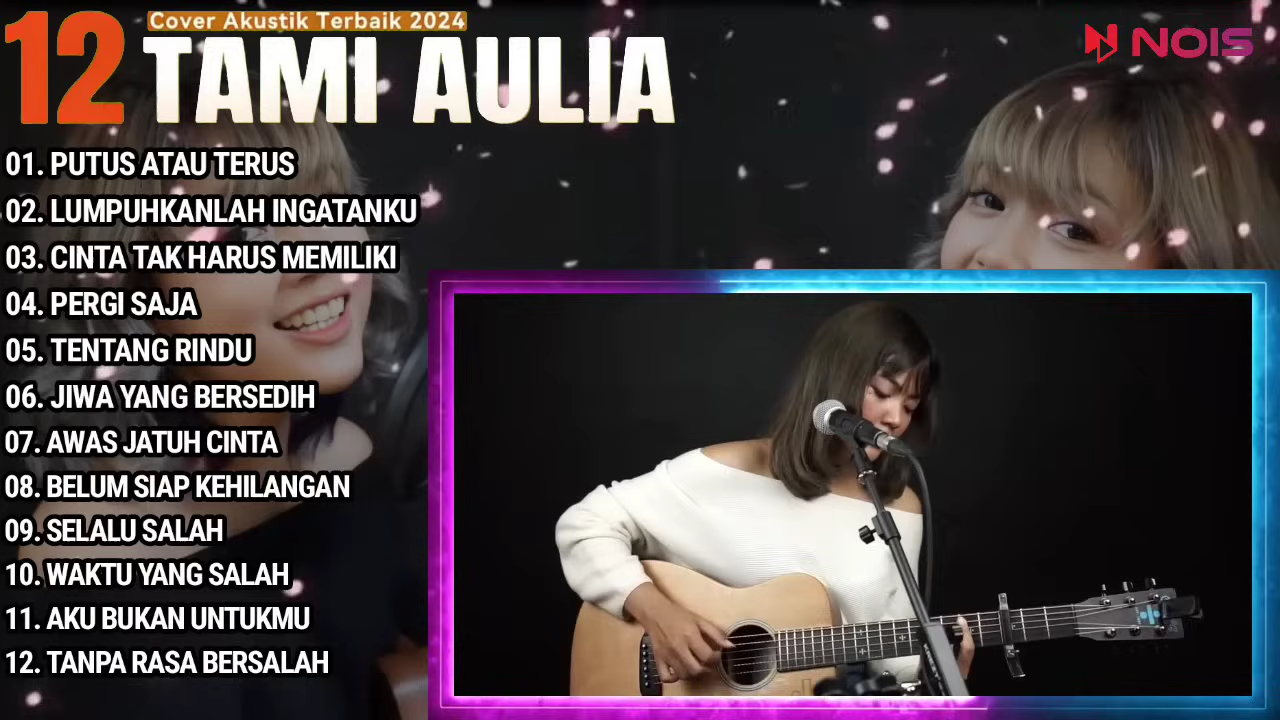 Cover Akustik Terbaik 2024
12 TAMI AULIA
NOIS
01. PUTUS ATAU TERUS
02. LUMPUHKANLAH INGATANKU
03. CINTA TAK HARUS MEMILIKI
04. PERGI SAJA
05. TENTANG RINDU
06. JIWA YANG BERSEDIH
07. AWAS JATUH CINTA
08. BELUM SIAP KEHILANGAN
09. SELALU SALAH
10. WAKTU YANG SALAH
11. AKU BUKAN UNTUKMU
12. TANPA RASA BERSALAH